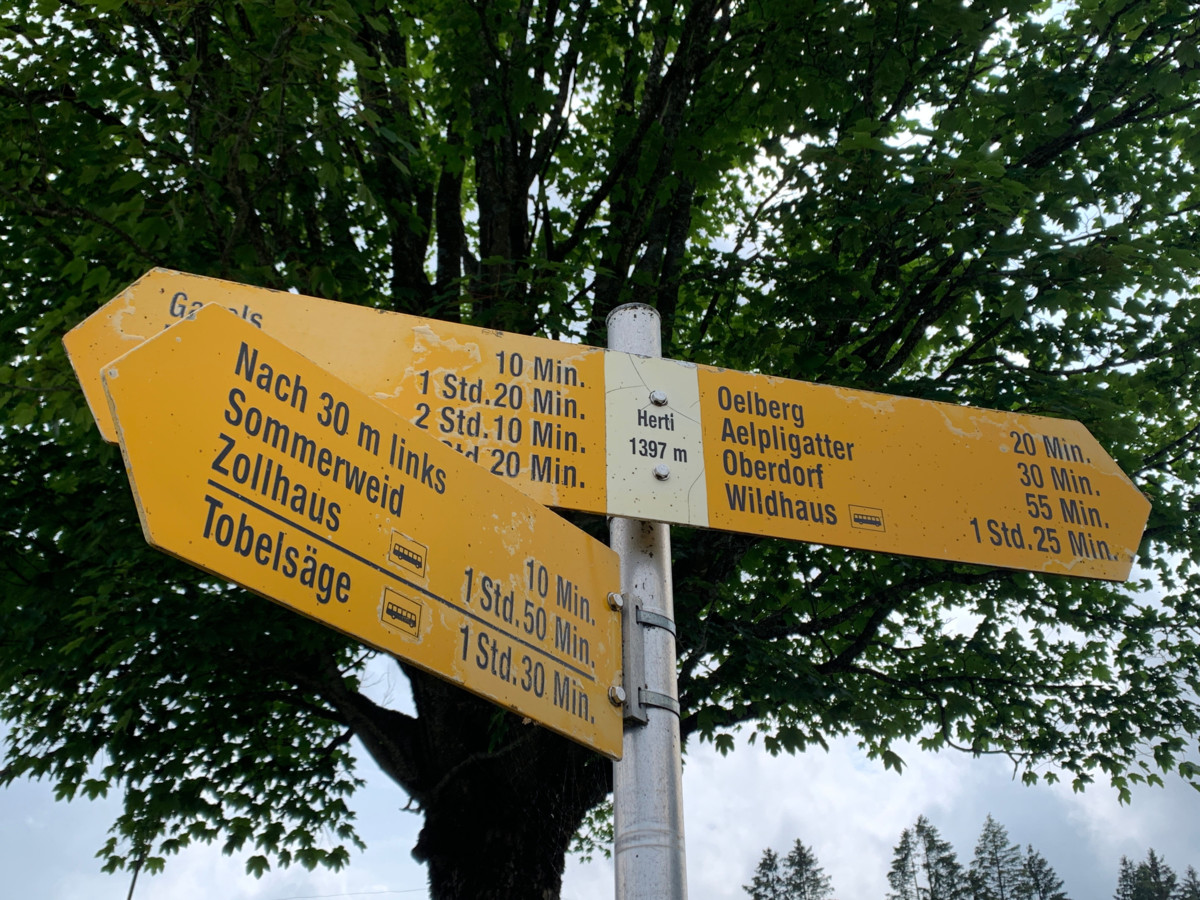 10 Min.
1 Std. 20 Min.
2 Std. 10 Min.
Std. 20 Min.
Herti
1397 m
Oelberg 20 Min.
Aelpligatter 30 Min.
Oberdorf 55 Min.
Wildhaus 1 Std. 25 Min.
Nach 30 m links
Sommerweid 10 Min.
Zollhaus 1 Std. 50 Min.
Tobelsäge 1 Std. 30 Min.